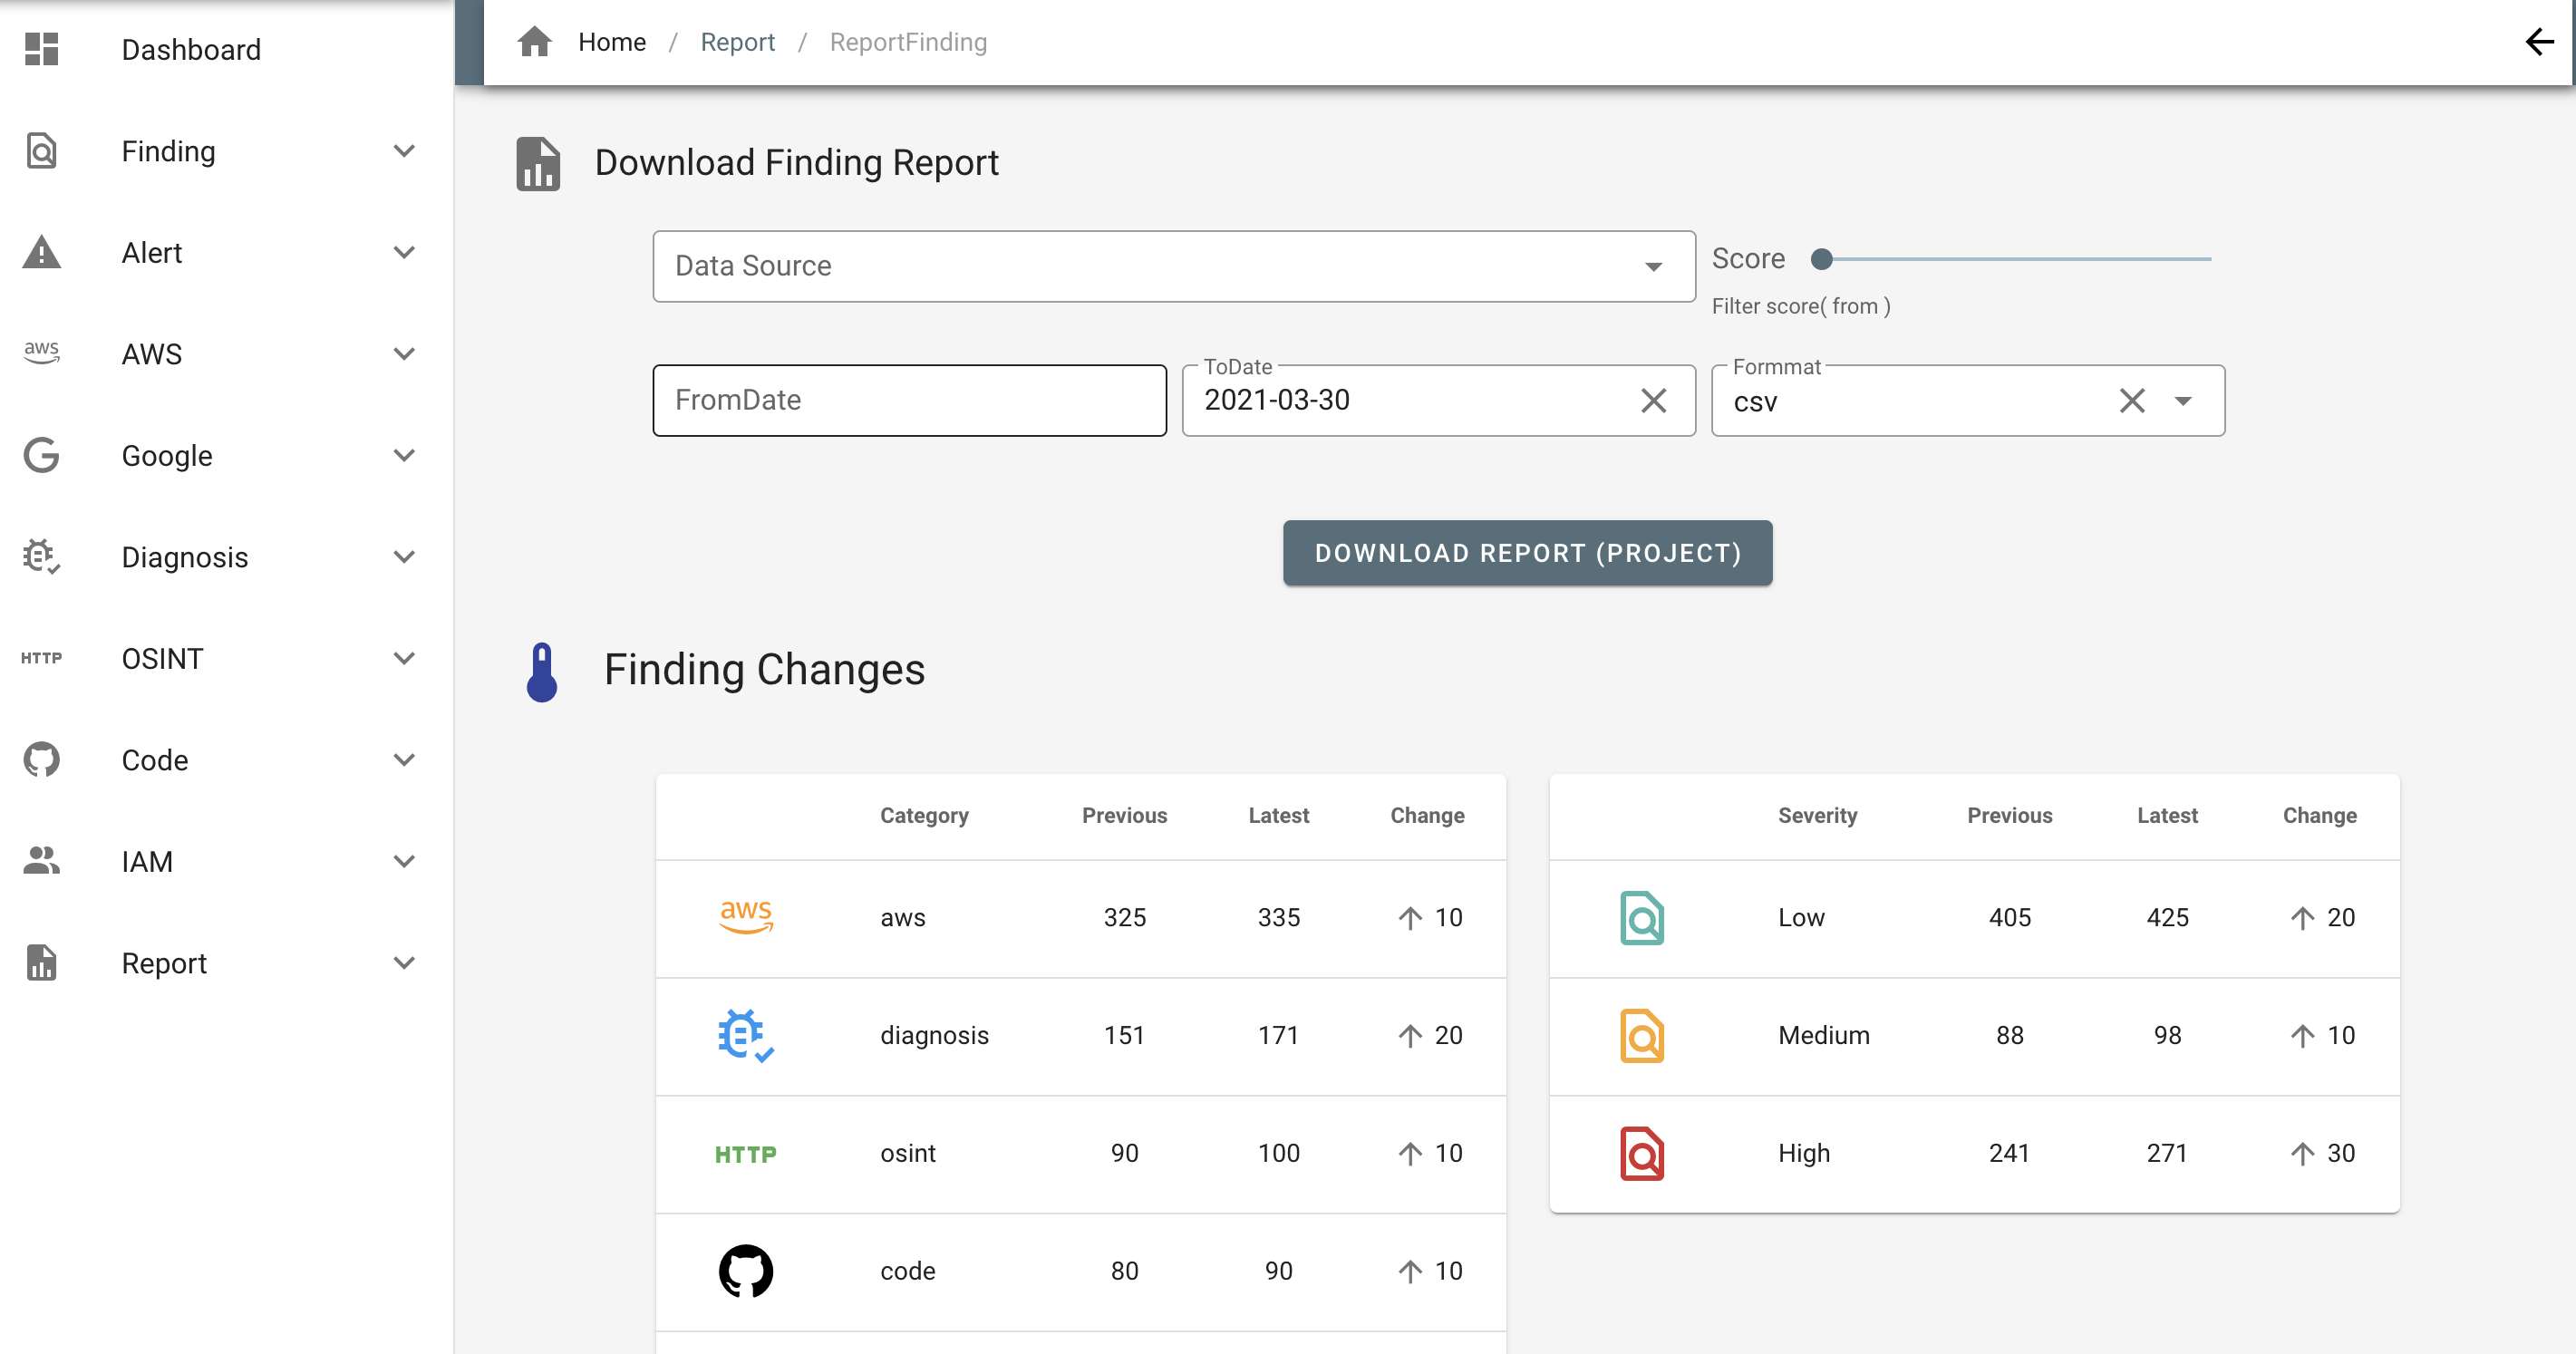 Dashboard
Finding
Alert
aws AWS
Google
Diagnosis
HTTP OSINT
Code
IAM
Report
Home / Report / ReportFinding
Download Finding Report
Data Source
Score
Filter score( from )
FromDate
ToDate
2021-03-30
Formmat
csv
DOWNLOAD REPORT (PROJECT)
Finding Changes
Category Previous Latest Change
aws aws 325 335 10
diagnosis 151 171 20
HTTP osint 90 100 10
code 80 90 10
Severity Previous Latest Change
Low 405 425 20
Medium 88 98 10
High 241 271 30